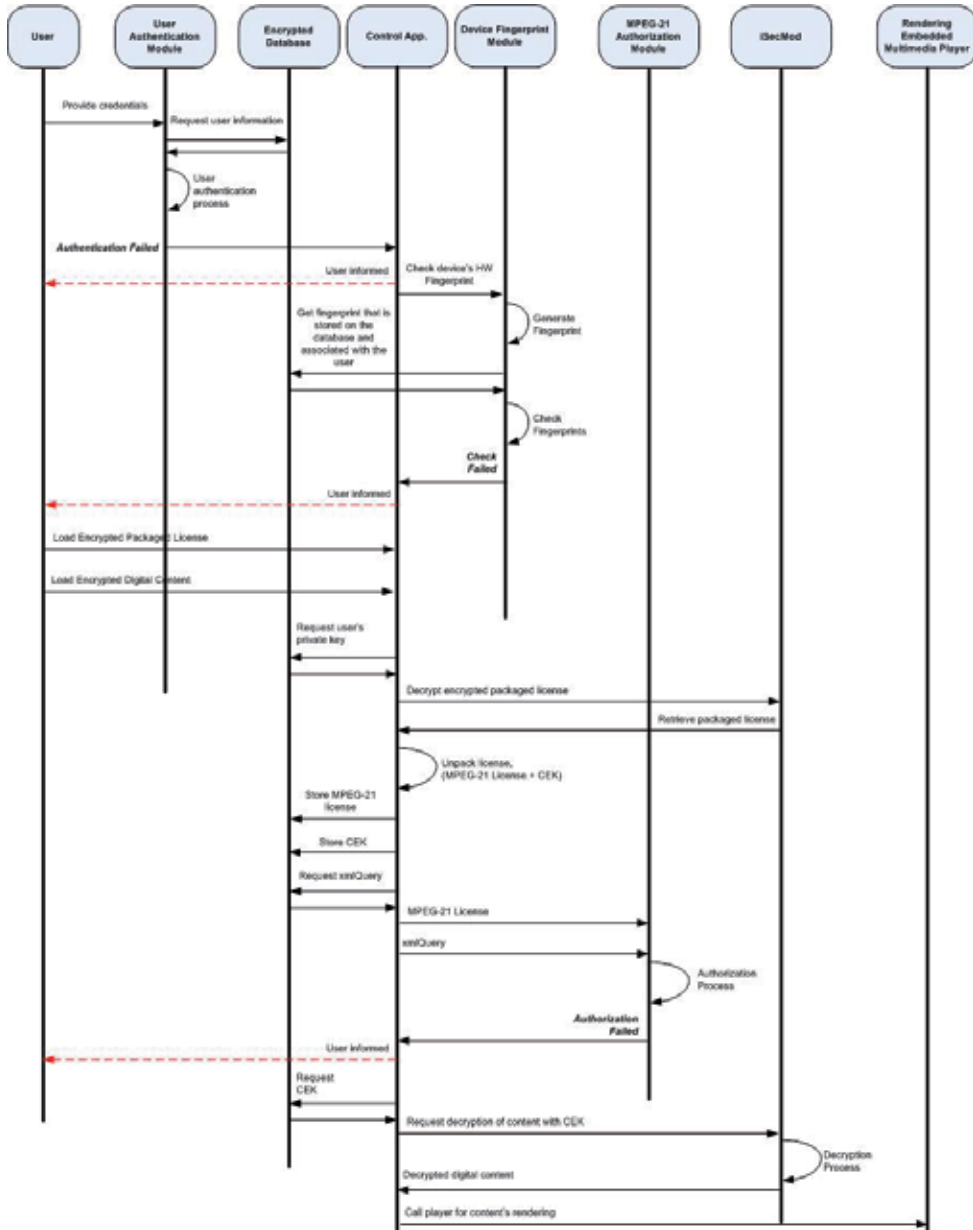 User
User
Authentication
Module
Encrypted
Database
Control App.
Device Fingerprint
Module
MPEG-21
Authorization
Module
iSecMod
Rendering
Embedded
Multimedia Player
Provide credentials
Request user information
User
authentication
process
Authentication Failed
User informed
Check device's HW
Fingerprint
Get fingerprint that is
stored on the
database and
associated with the
user
Generate
Fingerprint
Check
Fingerprints
Check
Failed
User informed
Load Encrypted Packaged License
Load Encrypted Digital Content
Request user's
private key
Decrypt encrypted packaged license
Retrieve packaged license
Unpack license,
(MPEG-21 License + CEK)
Store MPEG-21
license
Store CEK
Request xmlQuery
MPEG-21 License
xmlQuery
Authorization
Process
Authorization
Failed
User informed
Request
CEK
Request decryption of content with CEK
Decryption
Process
Decrypted digital content
Call player for content's rendering